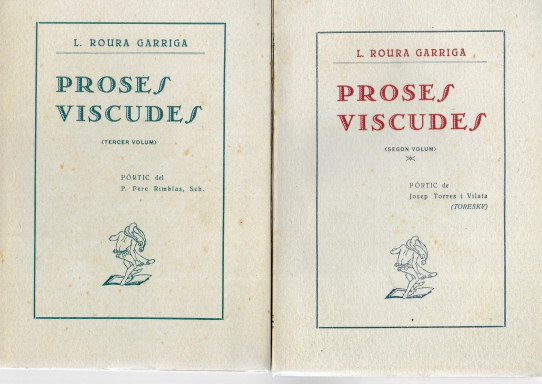 L. ROURA GARRIGA
PROSES
VISCUDES
(TERCER VOLUM)
PÒRTIC del
P. Pere Rimblas, Sch.
L. ROURA GARRIGA
PROSES
VISCUDES
(SEGON VOLUM)
PÒRTIC de
Josep Torres i Vilata
(TORESKY)